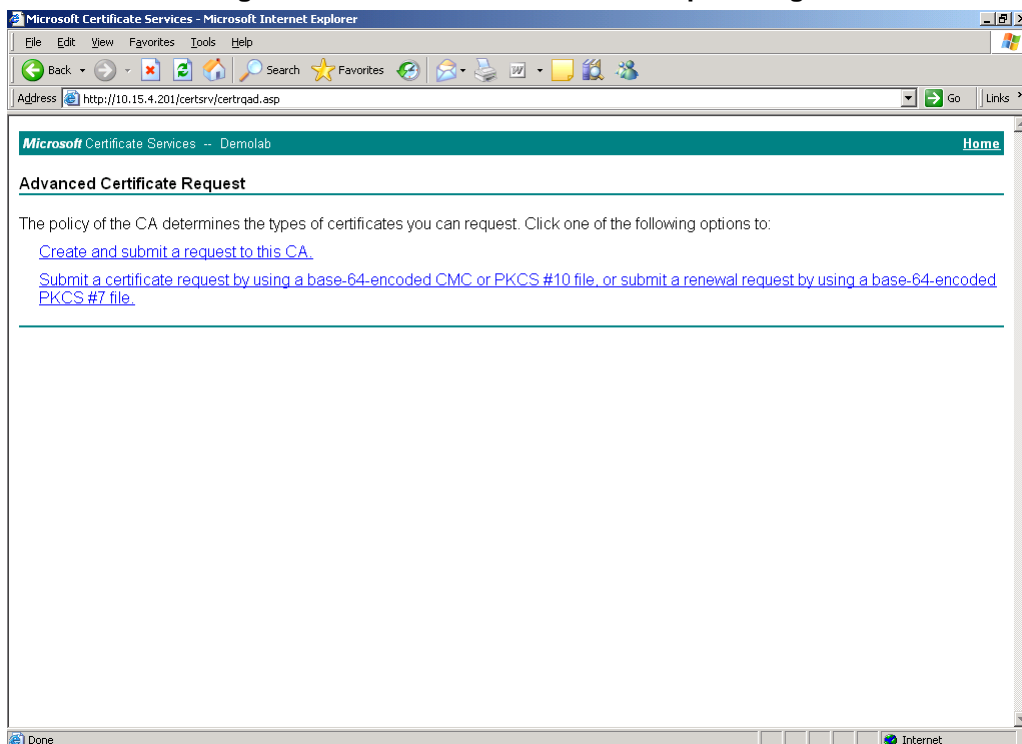 Microsoft Certificate Services - Microsoft Internet Explorer
File Edit View Favorites Tools Help
Back Search Favorites
Address http://10.15.4.201/certsrv/certrqad.asp Go Links
Microsoft Certificate Services -- Demolab Home
Advanced Certificate Request
The policy of the CA determines the types of certificates you can request. Click one of the following options to:
Create and submit a request to this CA.
Submit a certificate request by using a base-64-encoded CMC or PKCS #10 file, or submit a renewal request by using a base-64-encoded
PKCS #7 file.
Done Internet